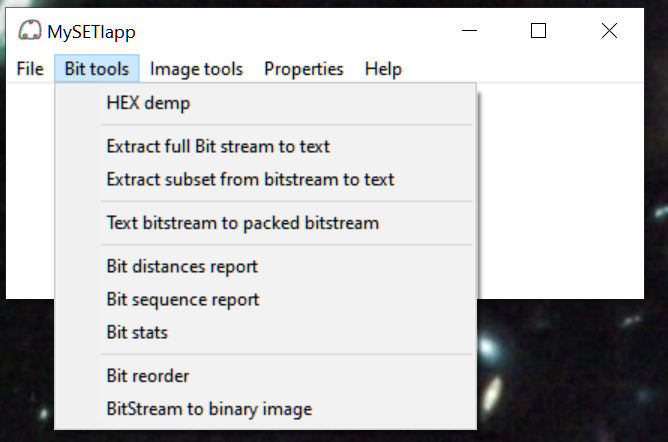 MySETIapp
File Bit tools Image tools Properties Help
HEX demp
Extract full Bit stream to text
Extract subset from bitstream to text
Text bitstream to packed bitstream
Bit distances report
Bit sequence report
Bit stats
Bit reorder
BitStream to binary image